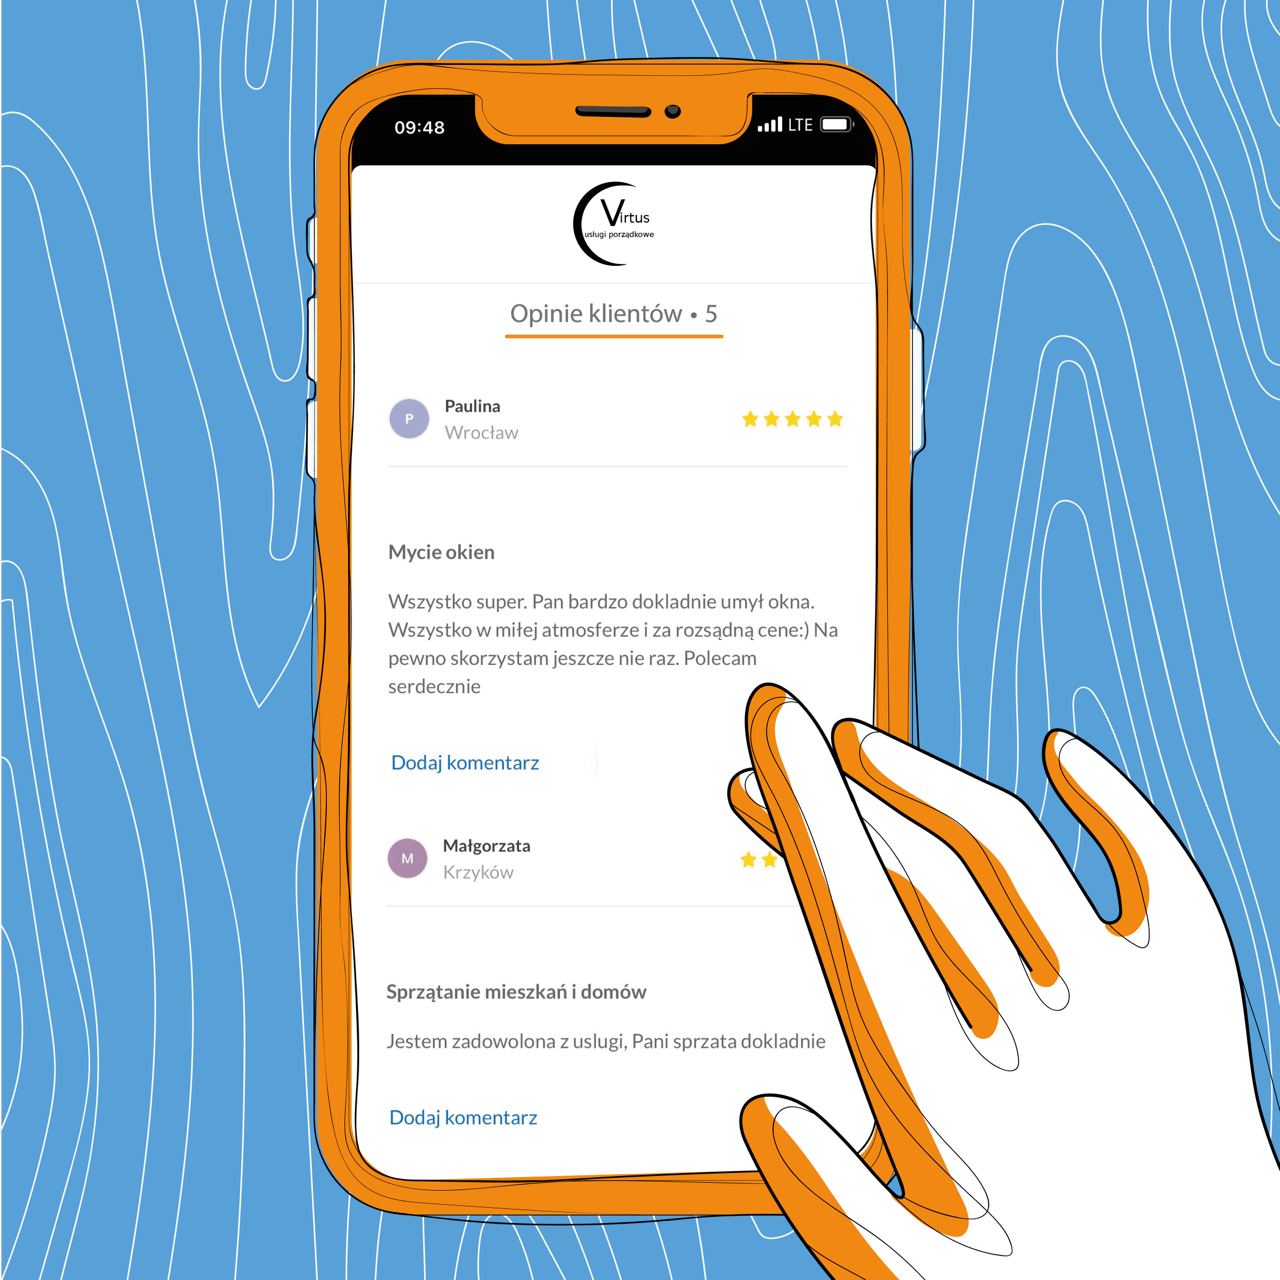 09:48 LTE
Virtus
usługi porządkowe
Opinie klientów • 5
P Paulina
Wrocław
Mycie okien
Wszystko super. Pan bardzo dokladnie umył okna.
Wszystko w miłej atmosferze i za rozsądną cene:) Na
pewno skorzystam jeszcze nie raz. Polecam
serdecznie
Dodaj komentarz
M Małgorzata
Krzyków
Sprzątanie mieszkań i domów
Jestem zadowolona z uslugi, Pani sprzata dokladnie
Dodaj komentarz